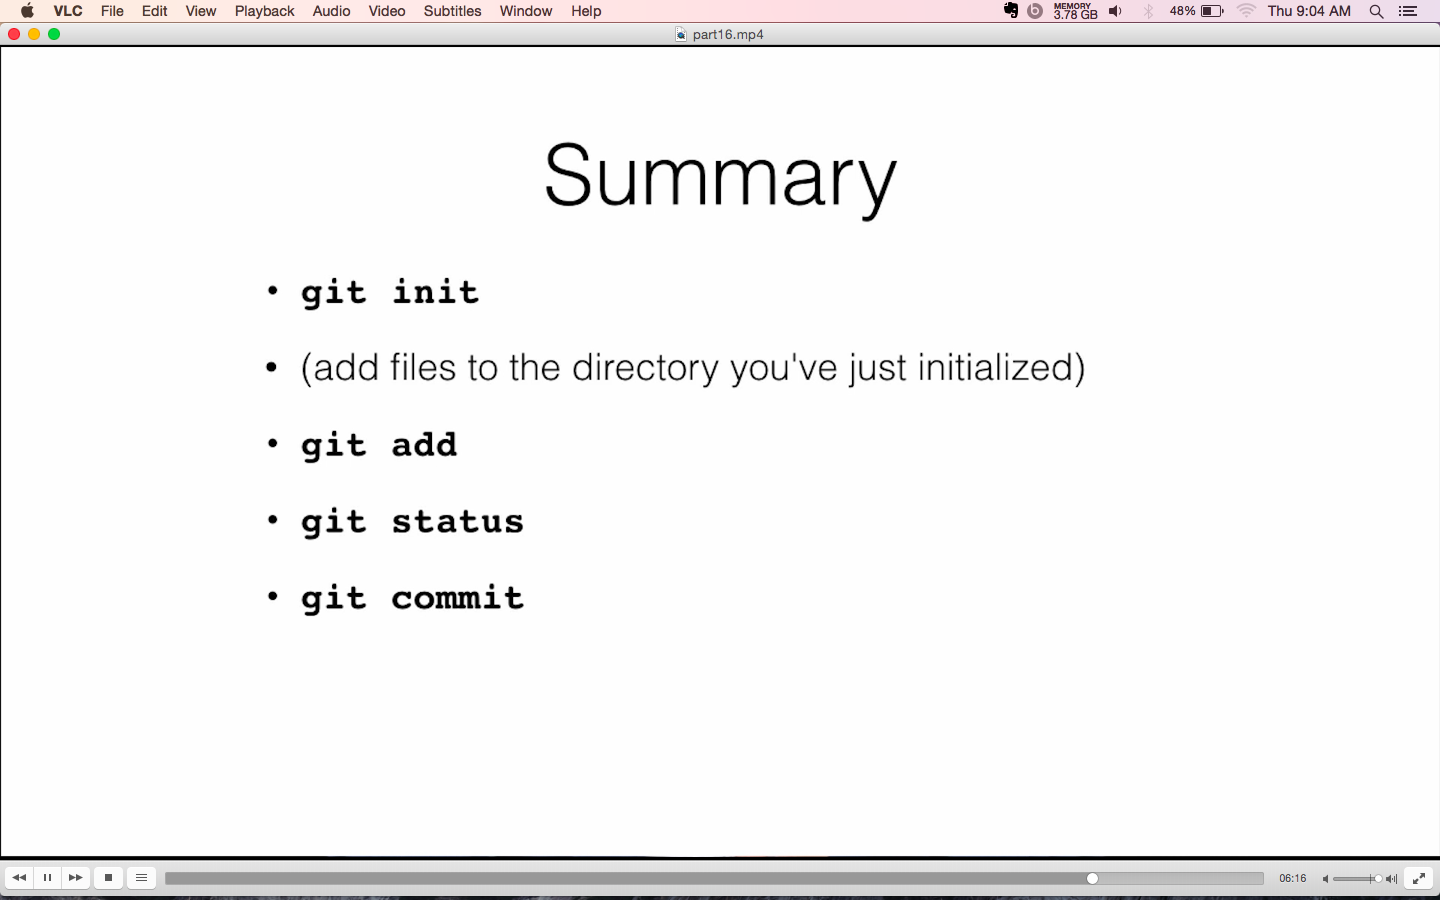 VLC File Edit View Playback Audio Video Subtitles Window Help MEMORY 3.78 GB 48% Thu 9:04 AM
part16.mp4
Summary
• git init
• (add files to the directory you've just initialized)
• git add
• git status
• git commit
06:16